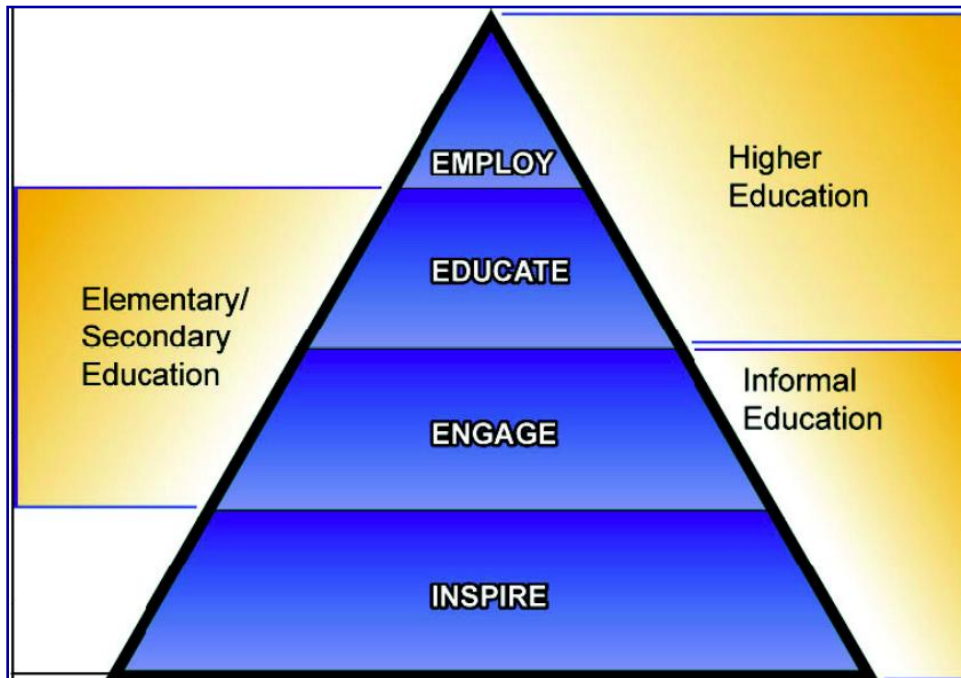 EMPLOY
Higher
Education
EDUCATE
Elementary/
Secondary
Education
Informal
Education
ENGAGE
INSPIRE